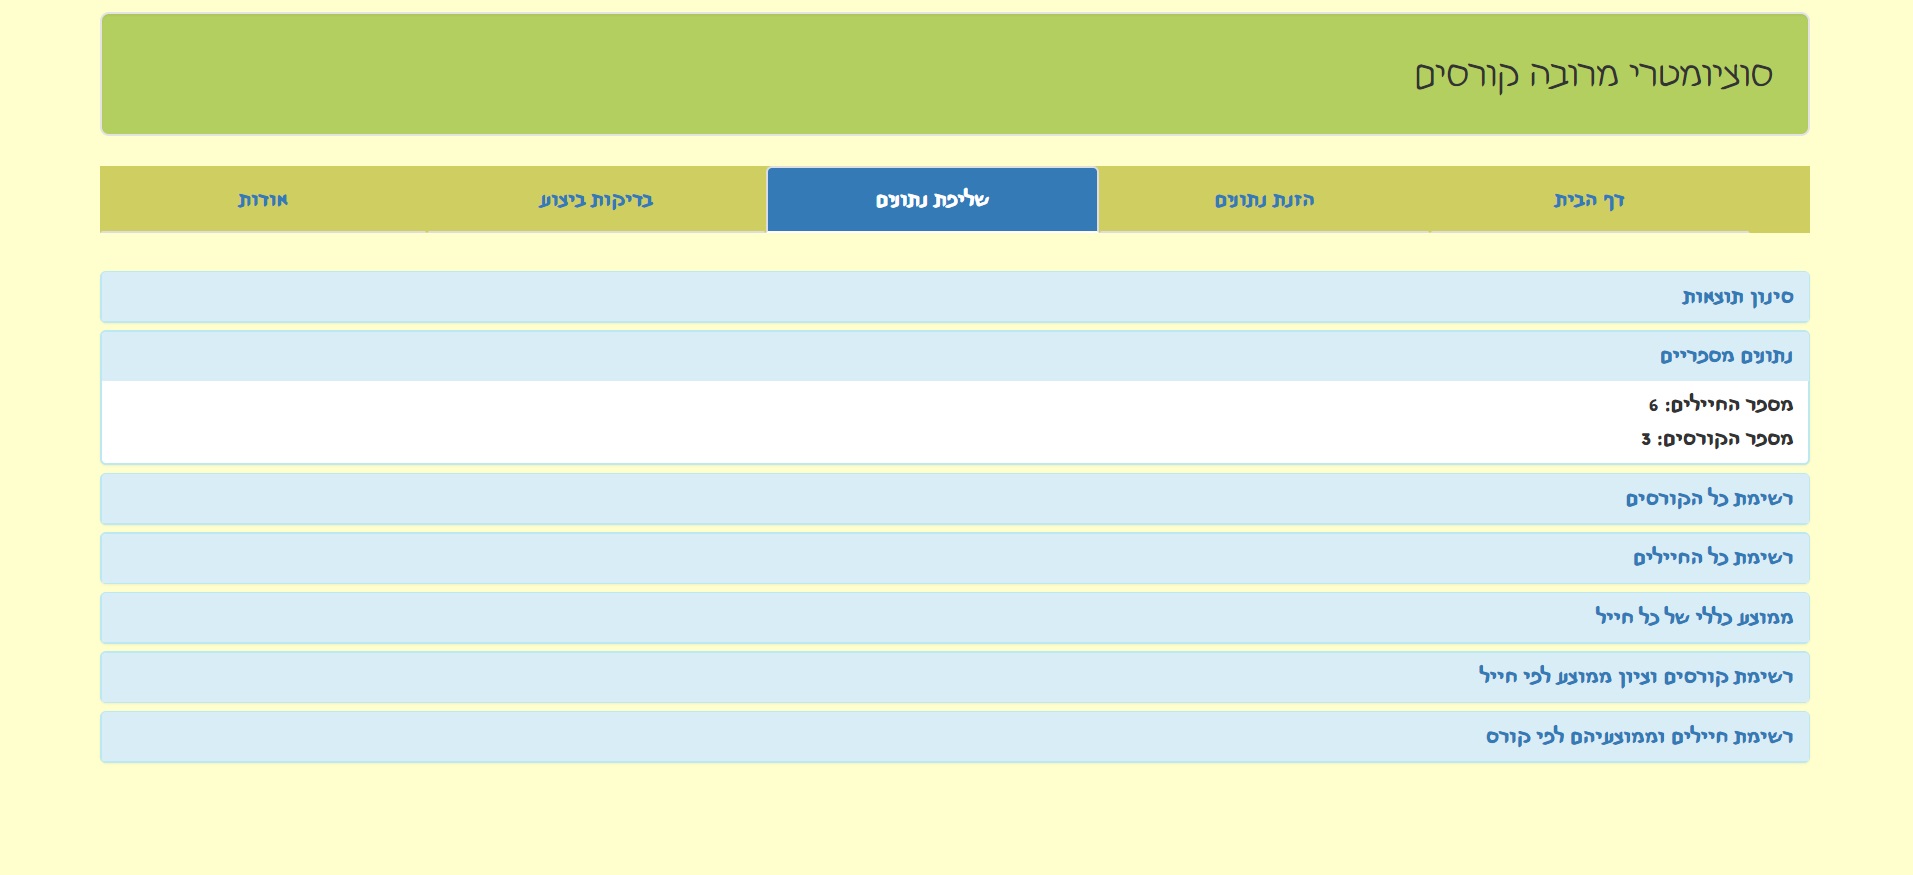 סוציומטרי מרובה קורסים
דף הבית
הזנת נתונים
שליפת נתונים
בדיקות ביצוע
אודות
סינון תוצאות
נתונים מספריים
מספר החיילים: 6
מספר הקורסים: 3
רשימת כל הקורסים
רשימת כל החיילים
ממוצע כללי של כל חייל
רשימת קורסים וציון ממוצע לפי חייל
רשימת חיילים וממוצעיהם לפי קורס